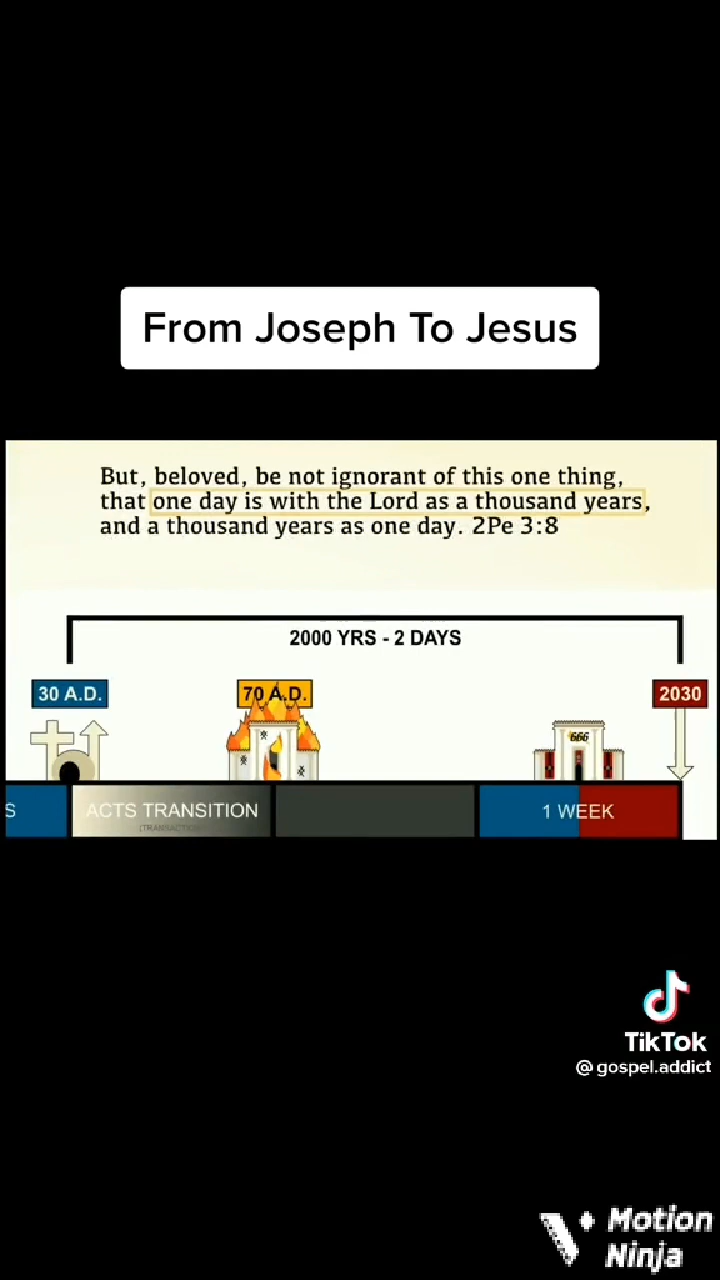 From Joseph To Jesus
But, beloved, be not ignorant of this one thing,
that one day is with the Lord as a thousand years,
and a thousand years as one day. 2Pe 3:8
2000 YRS - 2 DAYS
30 A.D.
70 A.D.
2030
666
S
ACTS TRANSITION
1 WEEK
TikTok
@gospel.addict
Motion
Ninja